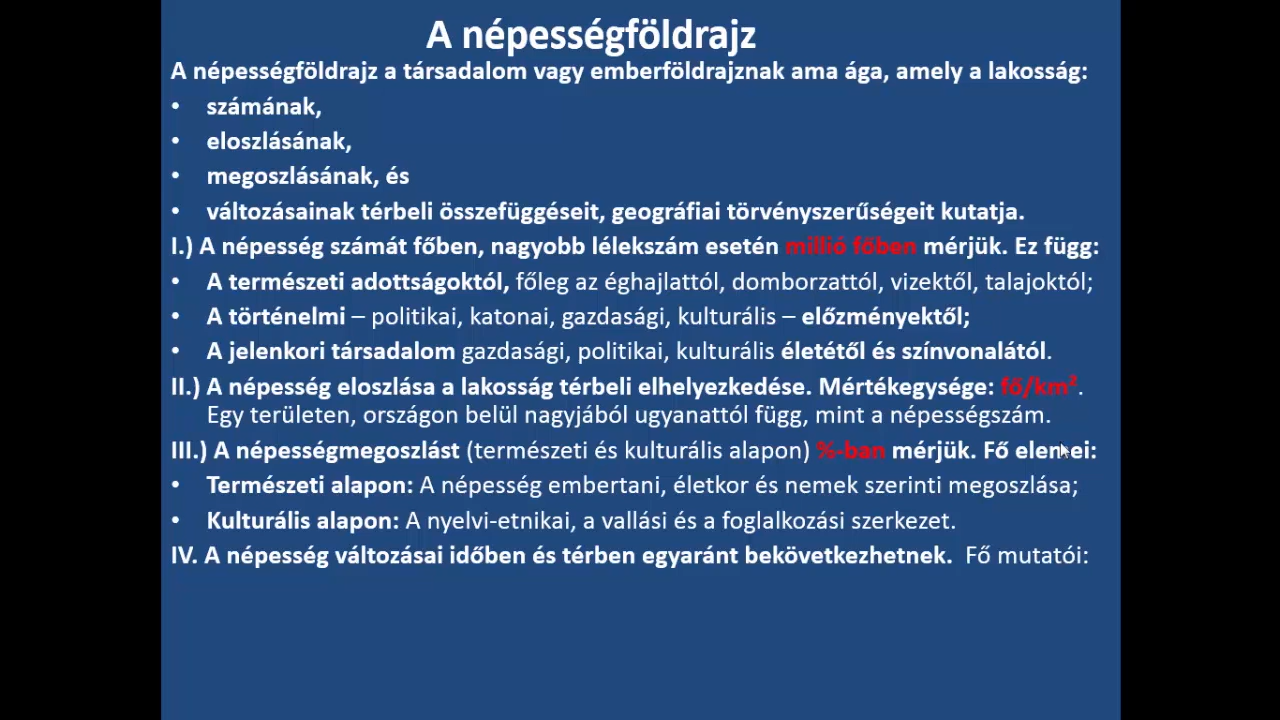 A népességföldrajz
A népességföldrajz a társadalom vagy emberföldrajznak ama ága, amely a lakosság:
• számának,
• eloszlásának,
• megoszlásának, és
• változásainak térbeli összefüggéseit, geográfiai törvényszerűségeit kutatja.
I.) A népesség számát főben, nagyobb lélekszám esetén millió főben mérjük. Ez függ:
• A természeti adottságoktól, főleg az éghajlattól, domborzattól, vizektől, talajoktól;
• A történelmi – politikai, katonai, gazdasági, kulturális – előzményektől;
• A jelenkori társadalom gazdasági, politikai, kulturális életétől és színvonalától.
II.) A népesség eloszlása a lakosság térbeli elhelyezkedése. Mértékegysége: fő/km².
Egy területen, országon belül nagyjából ugyanattól függ, mint a népességszám.
III.) A népességmegoszlást (természeti és kulturális alapon) %-ban mérjük. Fő elemei:
• Természeti alapon: A népesség embertani, életkor és nemek szerinti megoszlása;
• Kulturális alapon: A nyelvi-etnikai, a vallási és a foglalkozási szerkezet.
IV. A népesség változásai időben és térben egyaránt bekövetkezhetnek. Fő mutatói: